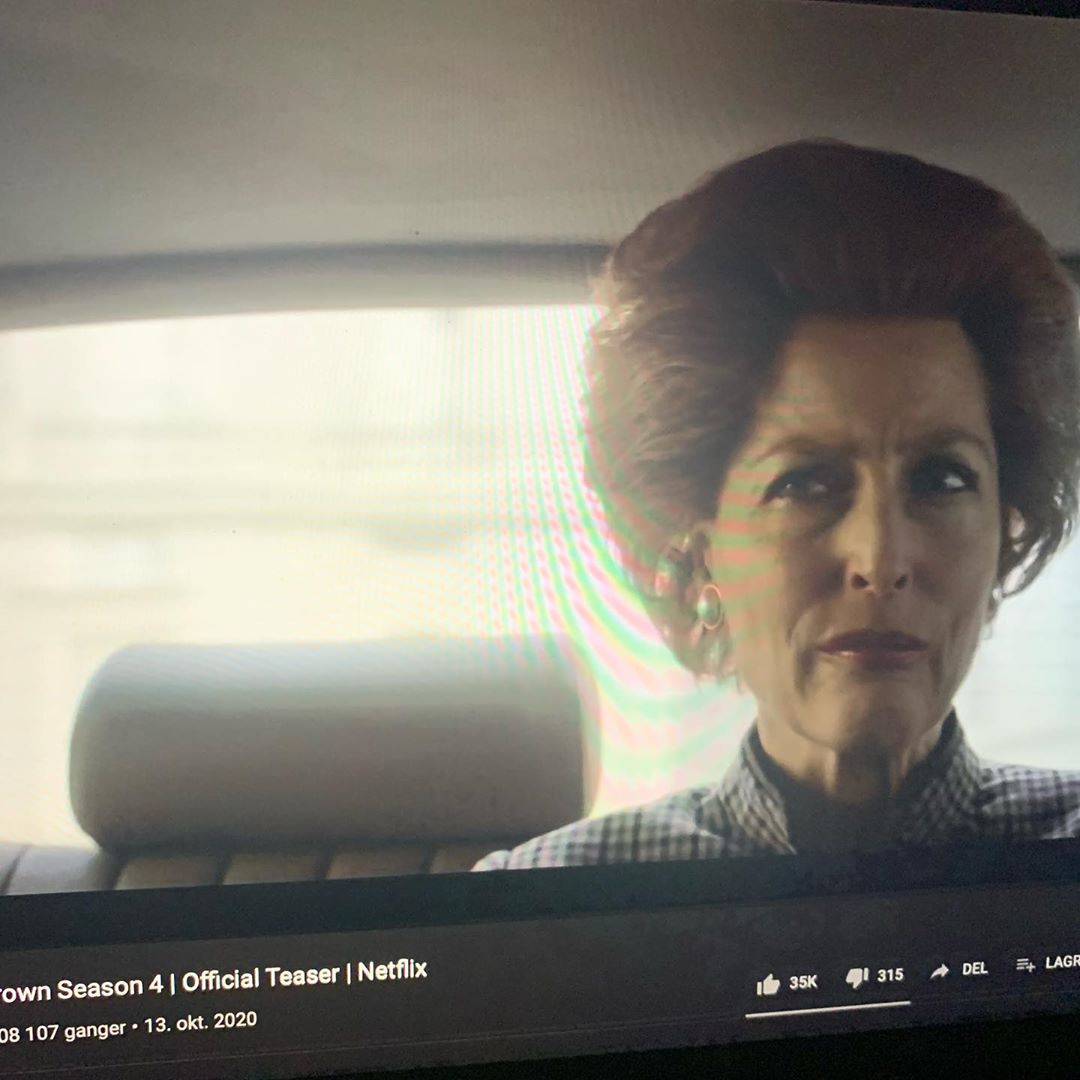 rown Season 4 | Official Teaser | Netflix
08 107 ganger • 13. okt. 2020
35K 315 DEL LAGR